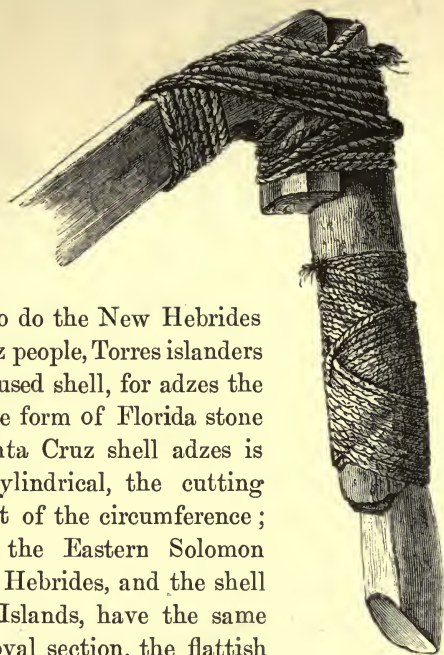 o do the New Hebrides
z people, Torres islanders
used shell, for adzes the
e form of Florida stone
nta Cruz shell adzes is
ylindrical, the cutting
t of the circumference ;
the Eastern Solomon
Hebrides, and the shell
Islands, have the same
oval section, the flattish